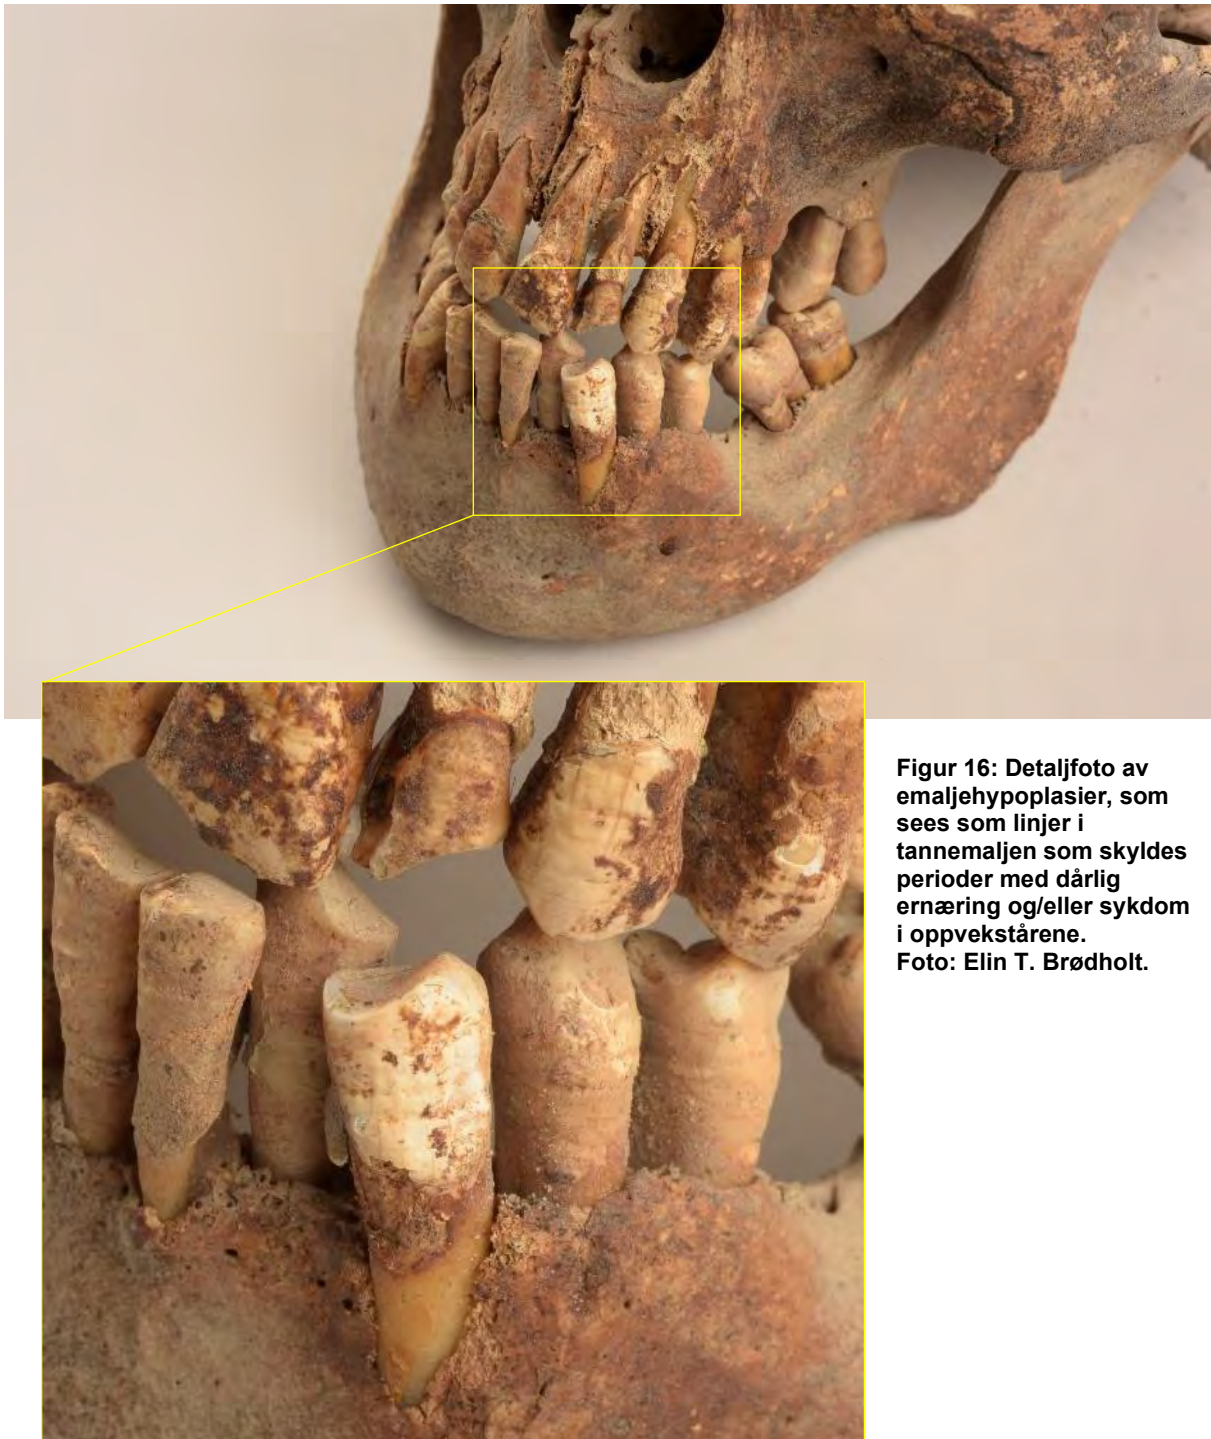 Figur 16: Detaljfoto av
emaljehypoplasier, som
sees som linjer i
tannemaljen som skyldes
perioder med dårlig
ernæring og/eller sykdom
i oppvekstårene.
Foto: Elin T. Brødholt.